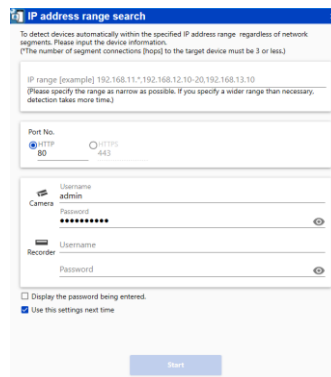 IP address range search
To detect devices automatically within the specified IP address range regardless of network
segments. Please input the device information.
(*The number of segment connections [hops] to the target device must be 3 or less.)
IP range [example] 192.168.11.*,192.168.12.10-20,192.168.13.10
(Please specify the range as narrow as possible. If you specify a wider range than necessary,
detection takes more time.)
Port No.
HTTP HTTPS
80 443
Username
admin
Camera
Password
••••••••••
Username
Recorder
Password
Display the password being entered.
Use this settings next time
Start